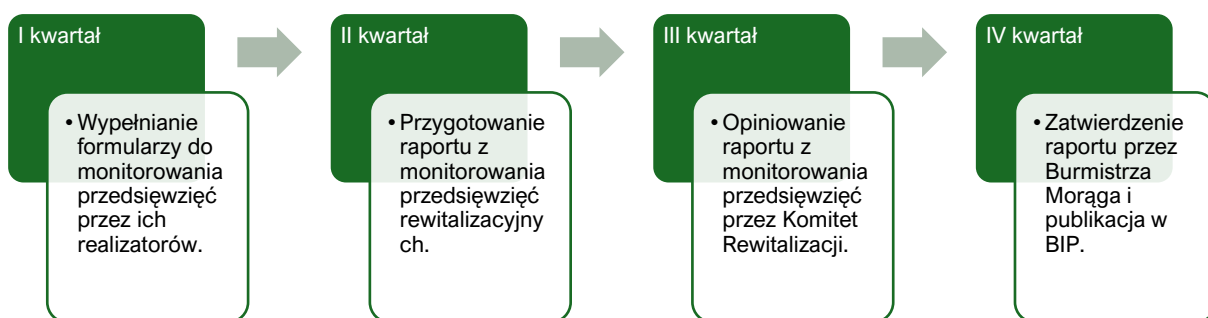 I kwartał
• Wypełnianie
formularzy do
monitorowania
przedsięwzięć
przez ich
realizatorów.
II kwartał
• Przygotowanie
raportu z
monitorowania
przedsięwzięć
rewitalizacyjny
ch.
III kwartał
• Opiniowanie
raportu z
monitorowania
przedsięwzięć
przez Komitet
Rewitalizacji.
IV kwartał
• Zatwierdzenie
raportu przez
Burmistrza
Morąga i
publikacja w
BIP.